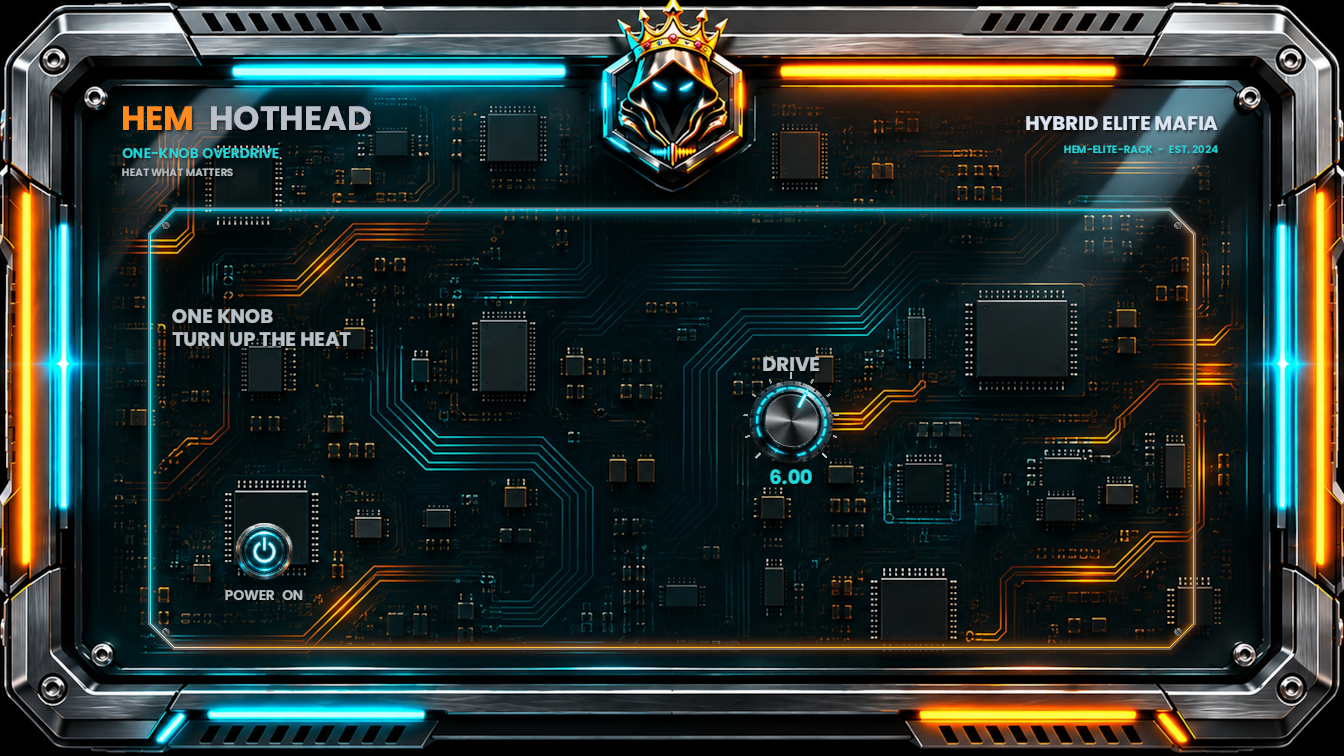 HEM HOTHEAD
ONE-KNOB OVERDRIVE
HEAT WHAT MATTERS
HYBRID ELITE MAFIA
HEM-ELITE-RACK - EST. 2024
ONE KNOB
TURN UP THE HEAT
DRIVE
6.00
POWER ON